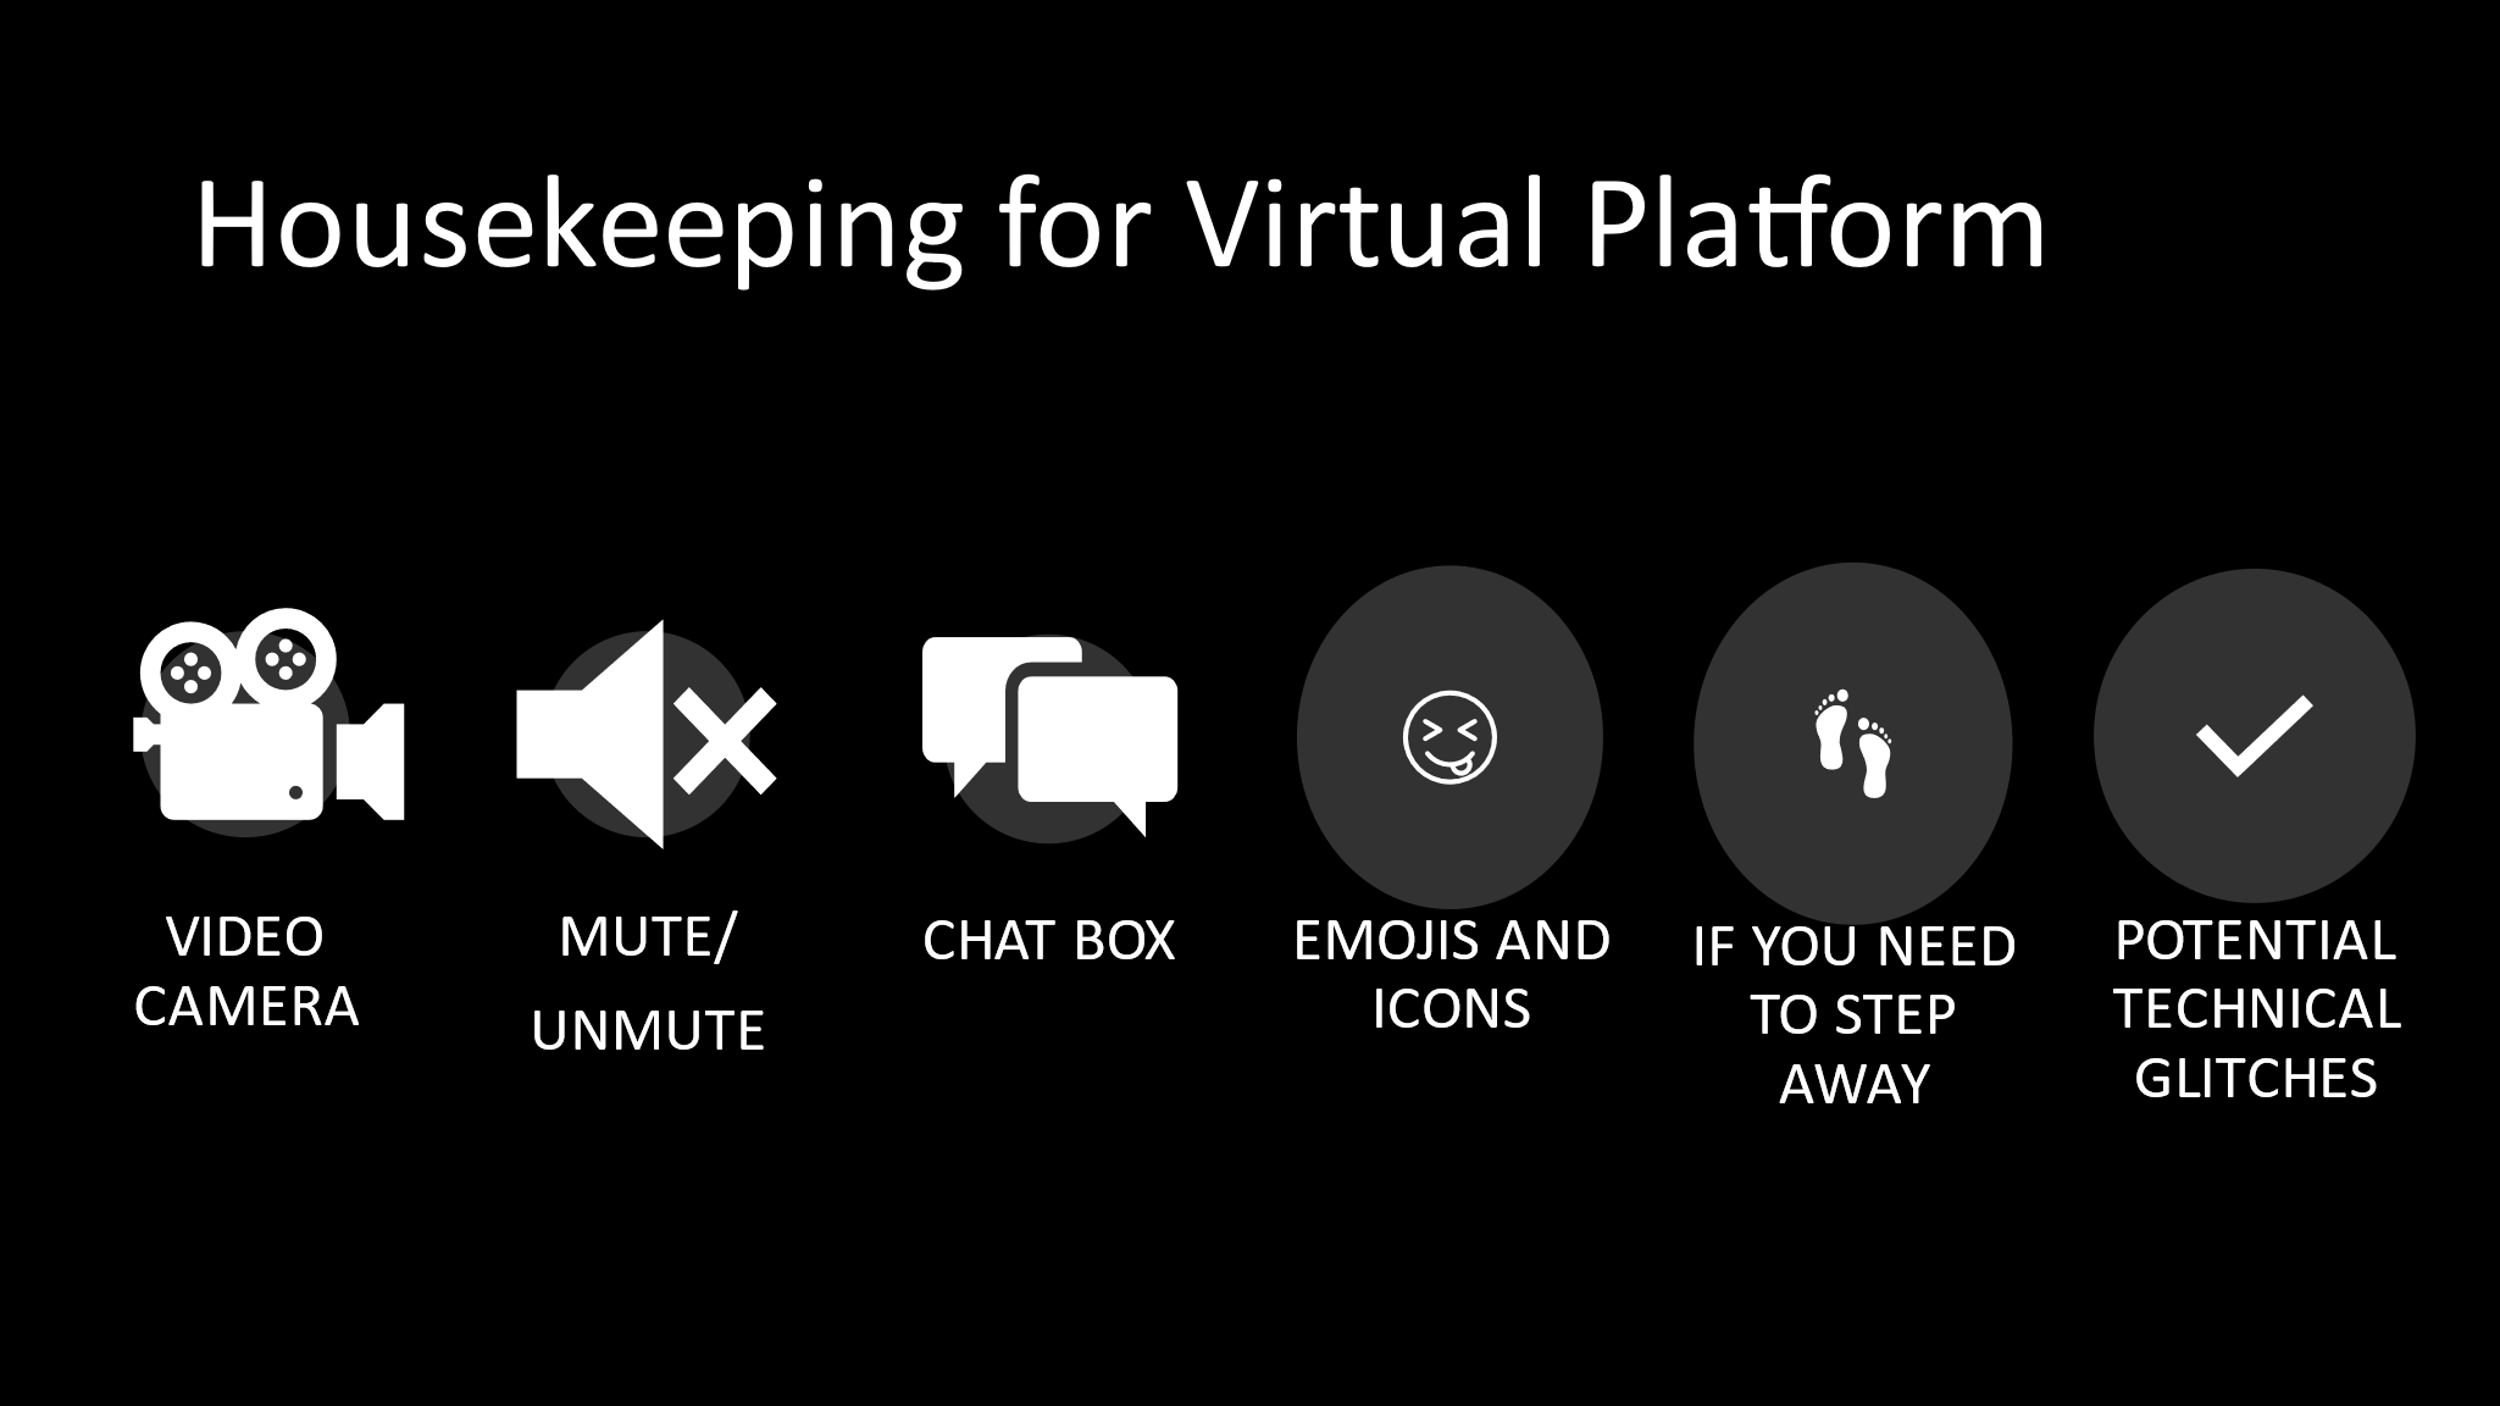 Housekeeping for Virtual Platform
VIDEO
CAMERA
MUTE/
UNMUTE
CHAT BOX
EMOJIS AND
ICONS
IF YOU NEED
TO STEP
AWAY
POTENTIAL
TECHNICAL
GLITCHES